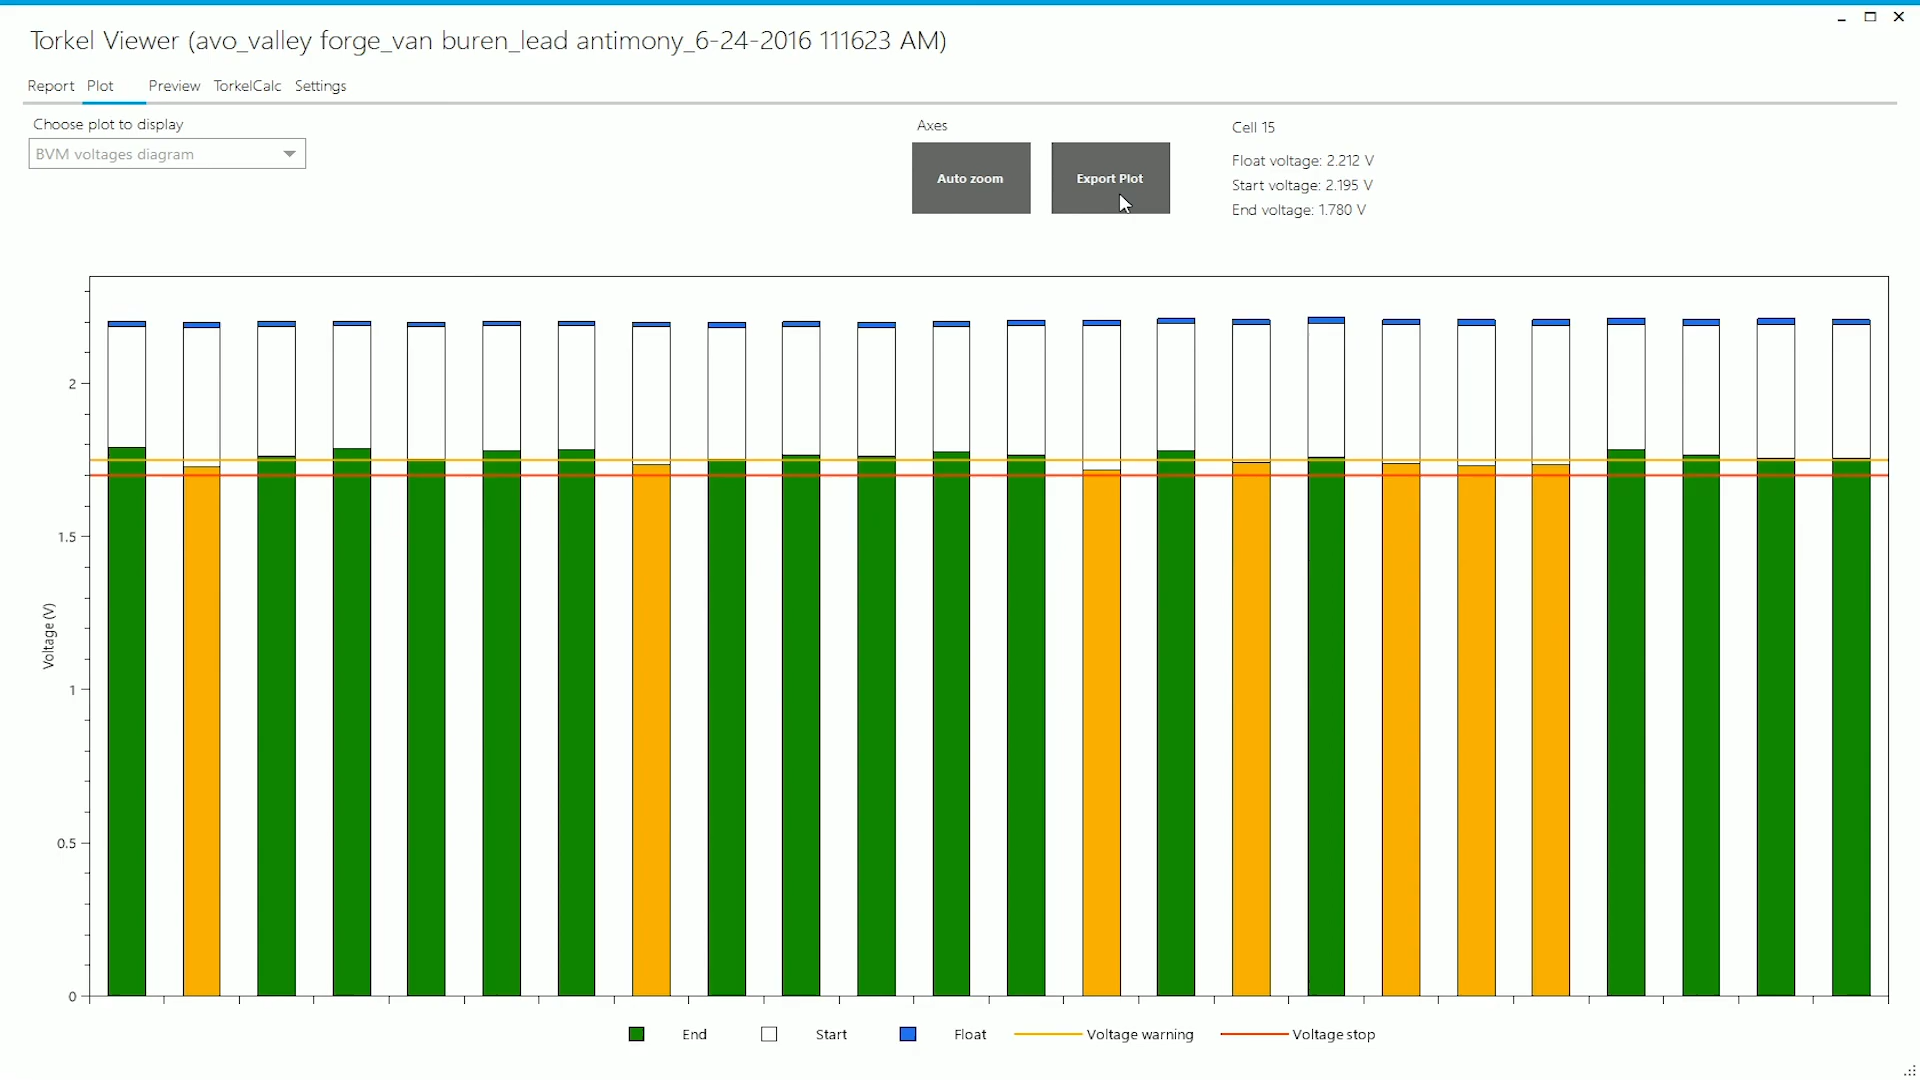 Torkel Viewer (avo_valley forge_van buren_lead antimony_6-24-2016 111623 AM)
Report Plot Preview TorkelCalc Settings
Choose plot to display
BVM voltages diagram
Axes
Auto zoom
Export Plot
Cell 15
Float voltage: 2.212 V
Start voltage: 2.195 V
End voltage: 1.780 V
2
1.5
1
0.5
0
Voltage (V)
End Start Float Voltage warning Voltage stop